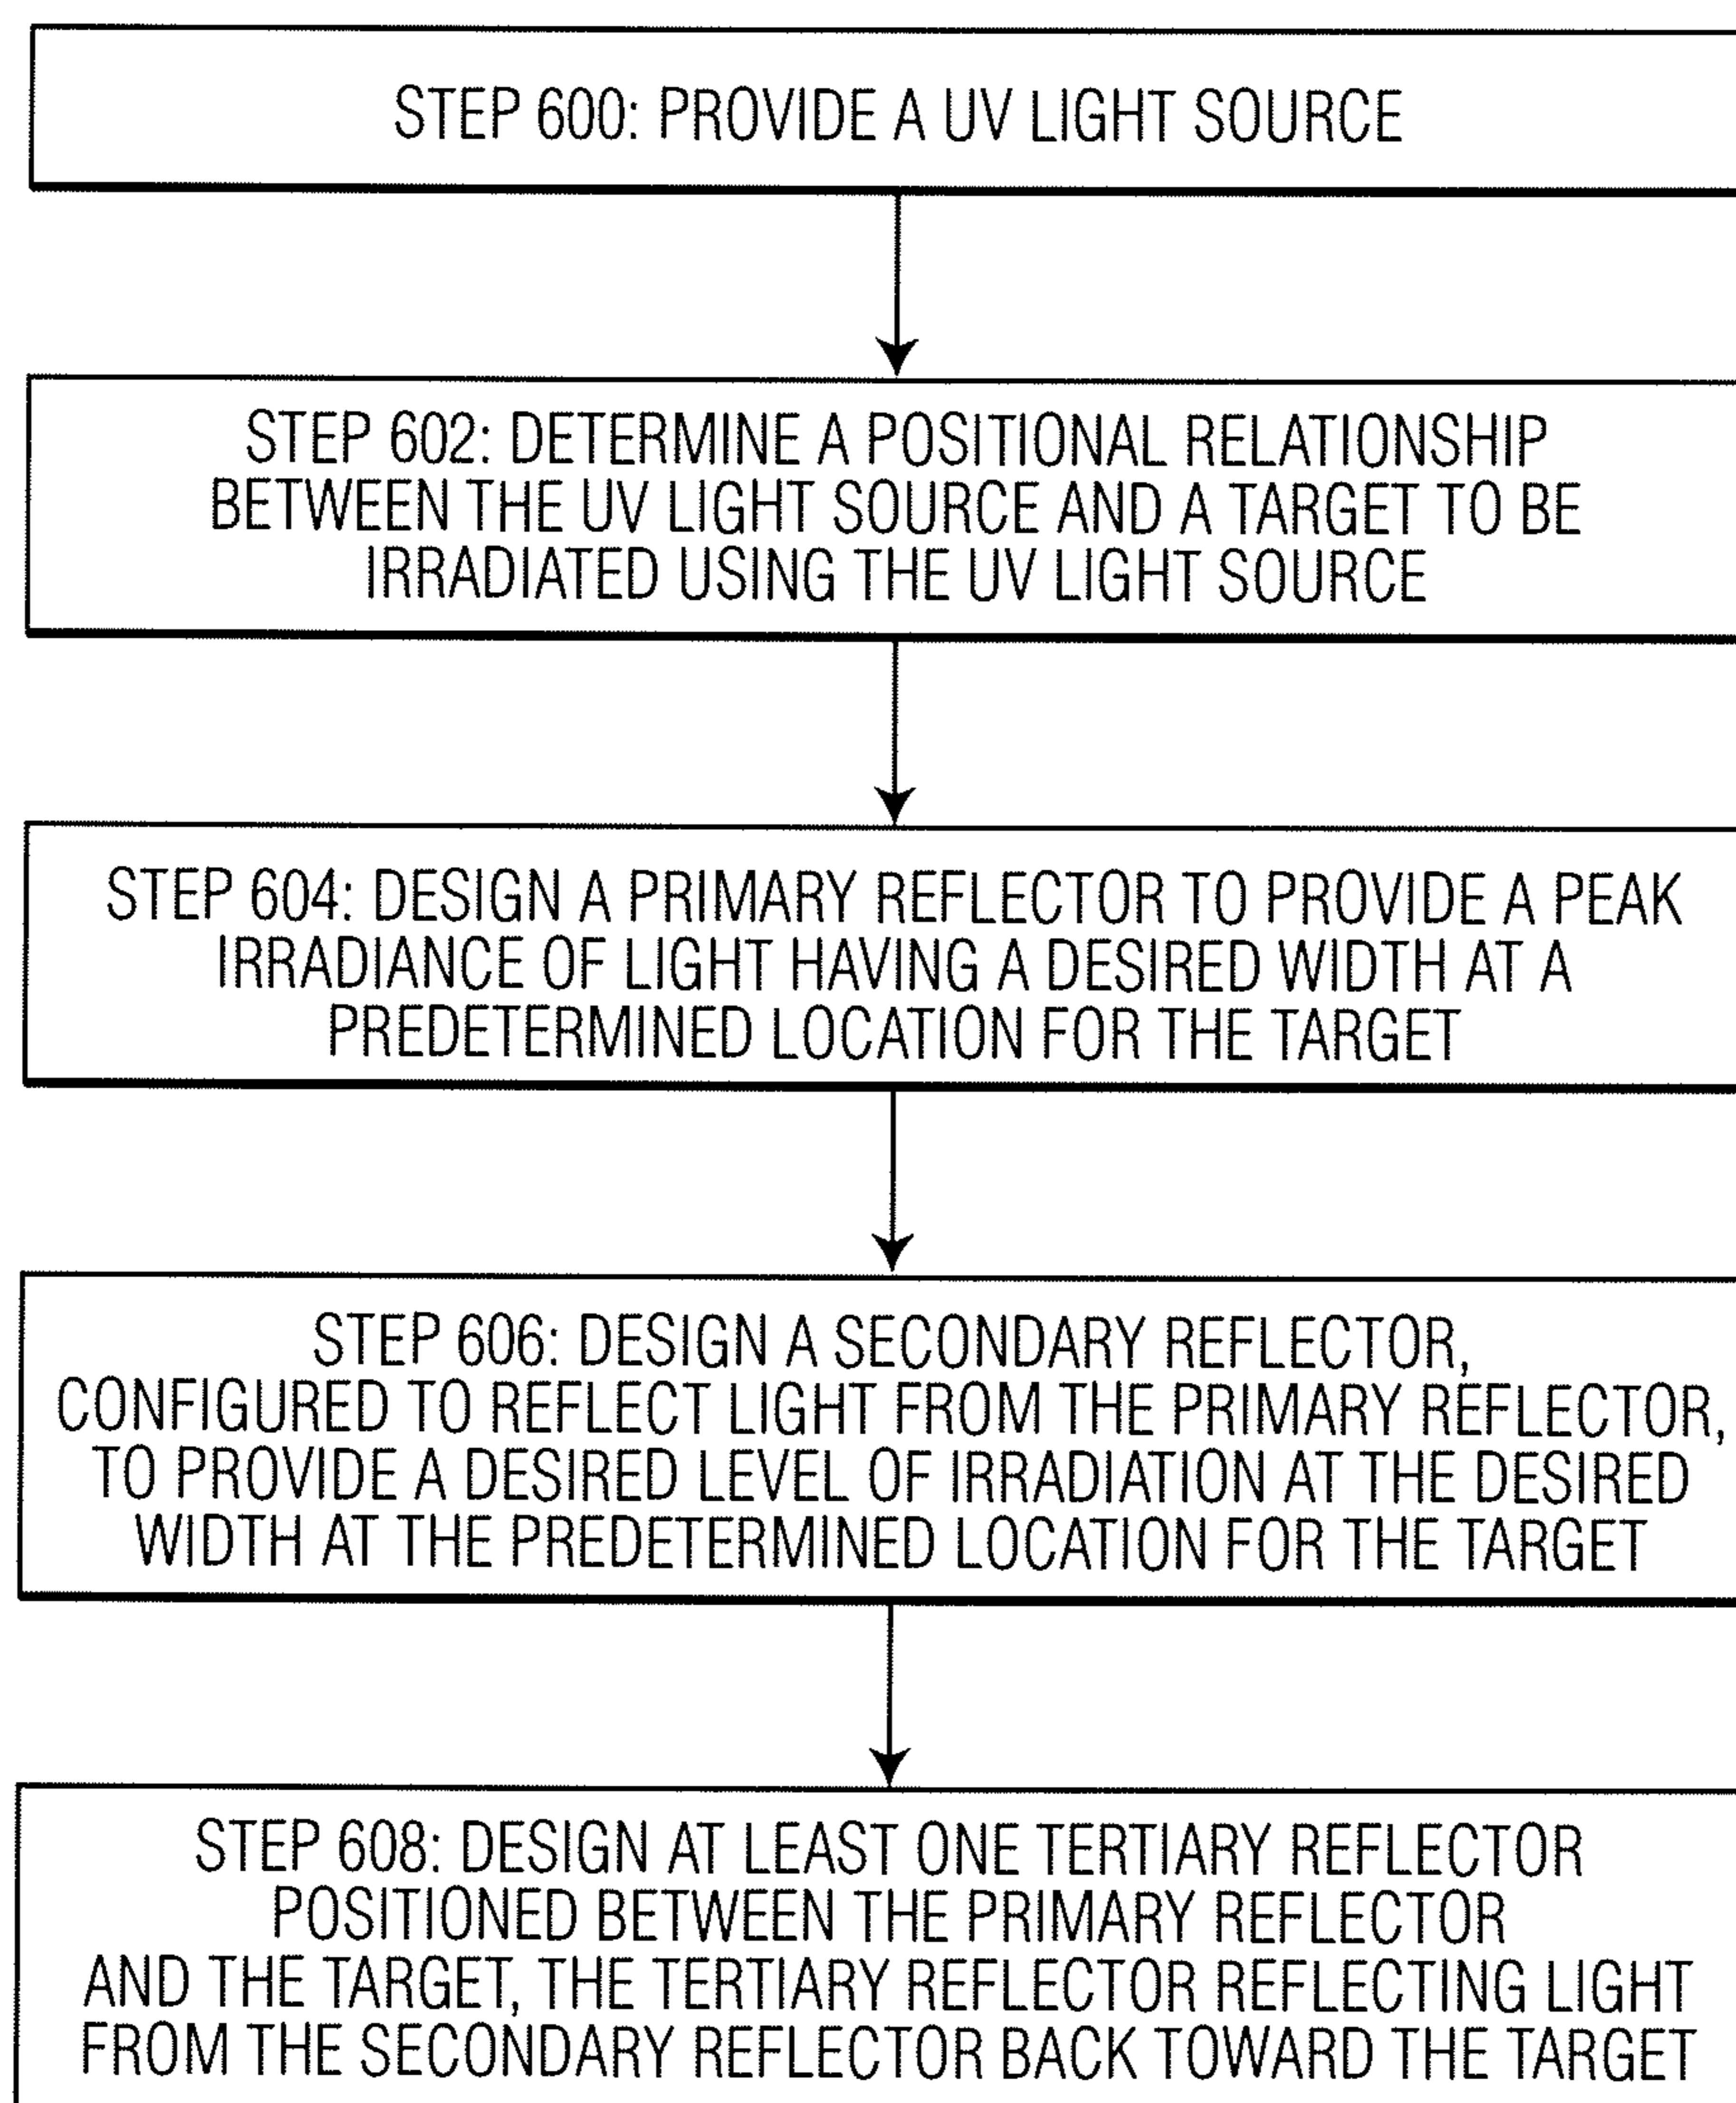 STEP 600: PROVIDE A UV LIGHT SOURCE
STEP 602: DETERMINE A POSITIONAL RELATIONSHIP
BETWEEN THE UV LIGHT SOURCE AND A TARGET TO BE
IRRADIATED USING THE UV LIGHT SOURCE
STEP 604: DESIGN A PRIMARY REFLECTOR TO PROVIDE A PEAK
IRRADIANCE OF LIGHT HAVING A DESIRED WIDTH AT A
PREDETERMINED LOCATION FOR THE TARGET
STEP 606: DESIGN A SECONDARY REFLECTOR,
CONFIGURED TO REFLECT LIGHT FROM THE PRIMARY REFLECTOR,
TO PROVIDE A DESIRED LEVEL OF IRRADIATION AT THE DESIRED
WIDTH AT THE PREDETERMINED LOCATION FOR THE TARGET
STEP 608: DESIGN AT LEAST ONE TERTIARY REFLECTOR
POSITIONED BETWEEN THE PRIMARY REFLECTOR
AND THE TARGET, THE TERTIARY REFLECTOR REFLECTING LIGHT
FROM THE SECONDARY REFLECTOR BACK TOWARD THE TARGET